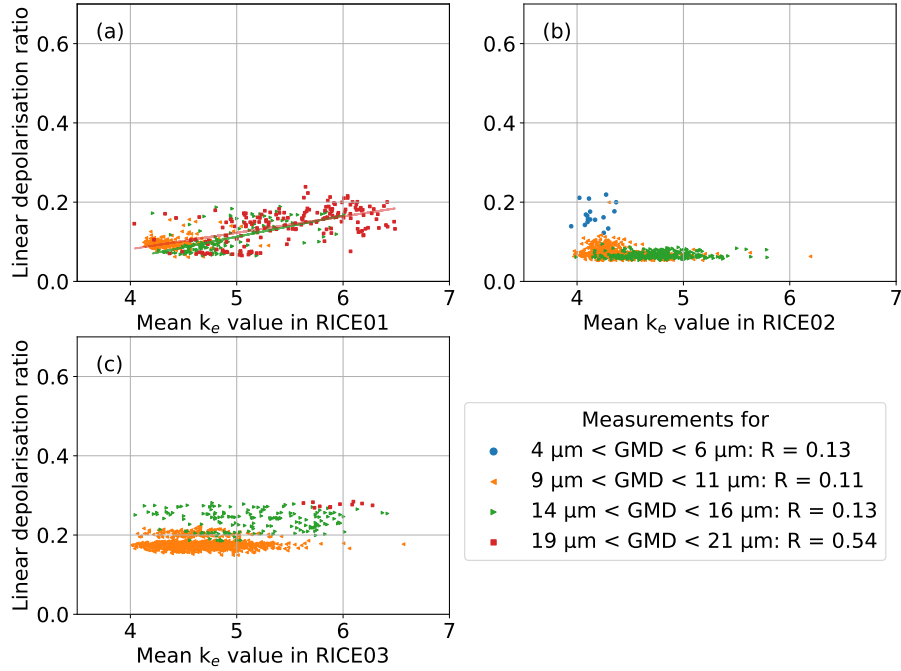 (a)
Linear depolarisation ratio
0.6
0.4
0.2
0.0
4 5 6 7
Mean kₑ value in RICE01
(b)
0.6
0.4
0.2
0.0
4 5 6 7
Mean kₑ value in RICE02
(c)
Linear depolarisation ratio
0.6
0.4
0.2
0.0
4 5 6 7
Mean kₑ value in RICE03
Measurements for
4 μm < GMD < 6 μm: R = 0.13
9 μm < GMD < 11 μm: R = 0.11
14 μm < GMD < 16 μm: R = 0.13
19 μm < GMD < 21 μm: R = 0.54